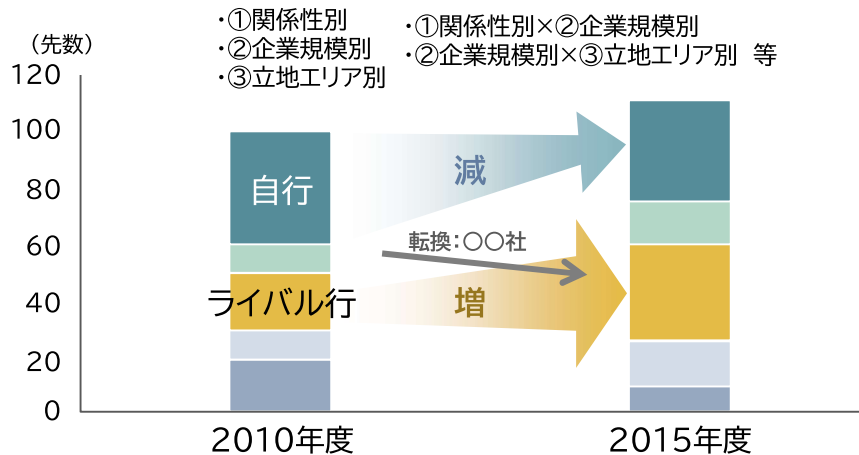 ・①関係性別
・②企業規模別
・③立地エリア別
・①関係性別×②企業規模別
・②企業規模別×③立地エリア別 等
（先数）
120
100
80
60
40
20
0
自行
ライバル行
減
転換：〇〇社
増
2010年度
2015年度